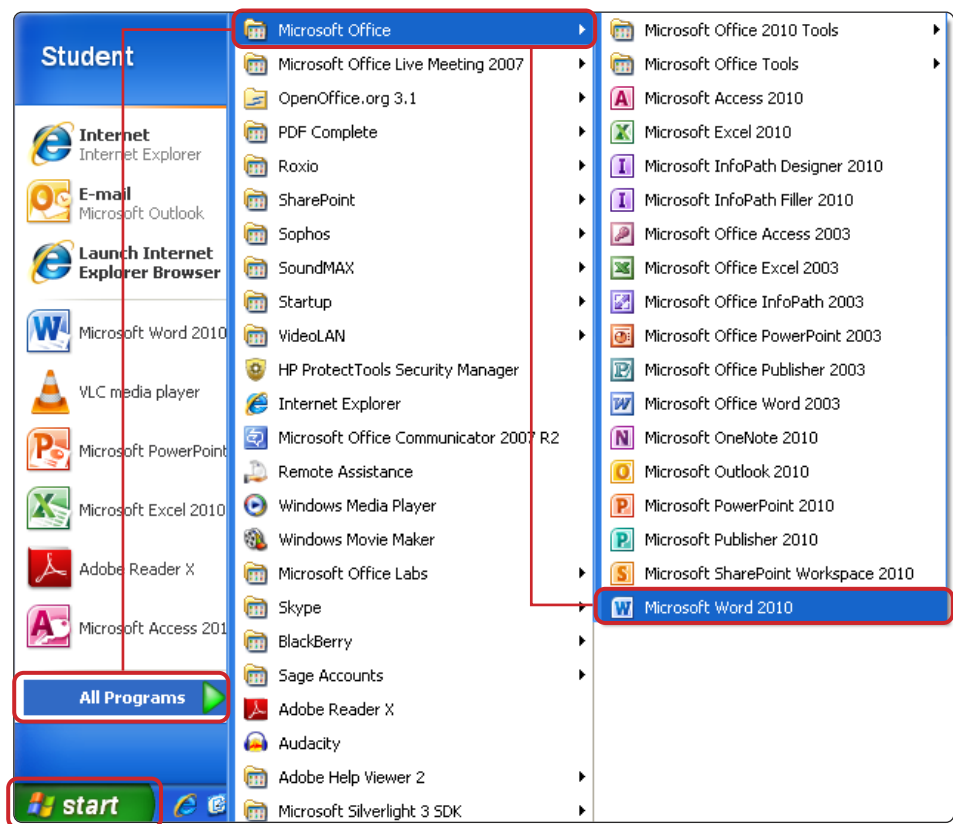 Student
Internet
Internet Explorer
E-mail
Microsoft Outlook
Launch Internet
Explorer Browser
Microsoft Word 2010
VLC media player
Microsoft PowerPoint
Microsoft Excel 2010
Adobe Reader X
Microsoft Access 201
All Programs
start
Microsoft Office
Microsoft Office Live Meeting 2007
OpenOffice.org 3.1
PDF Complete
Roxio
SharePoint
Sophos
SoundMAX
Startup
VideoLAN
HP ProtectTools Security Manager
Internet Explorer
Microsoft Office Communicator 2007 R2
Remote Assistance
Windows Media Player
Windows Movie Maker
Microsoft Office Labs
Skype
BlackBerry
Sage Accounts
Adobe Reader X
Audacity
Adobe Help Viewer 2
Microsoft Silverlight 3 SDK
Microsoft Office 2010 Tools
Microsoft Office Tools
Microsoft Access 2010
Microsoft Excel 2010
Microsoft InfoPath Designer 2010
Microsoft InfoPath Filler 2010
Microsoft Office Access 2003
Microsoft Office Excel 2003
Microsoft Office InfoPath 2003
Microsoft Office PowerPoint 2003
Microsoft Office Publisher 2003
Microsoft Office Word 2003
Microsoft OneNote 2010
Microsoft Outlook 2010
Microsoft PowerPoint 2010
Microsoft Publisher 2010
Microsoft SharePoint Workspace 2010
Microsoft Word 2010